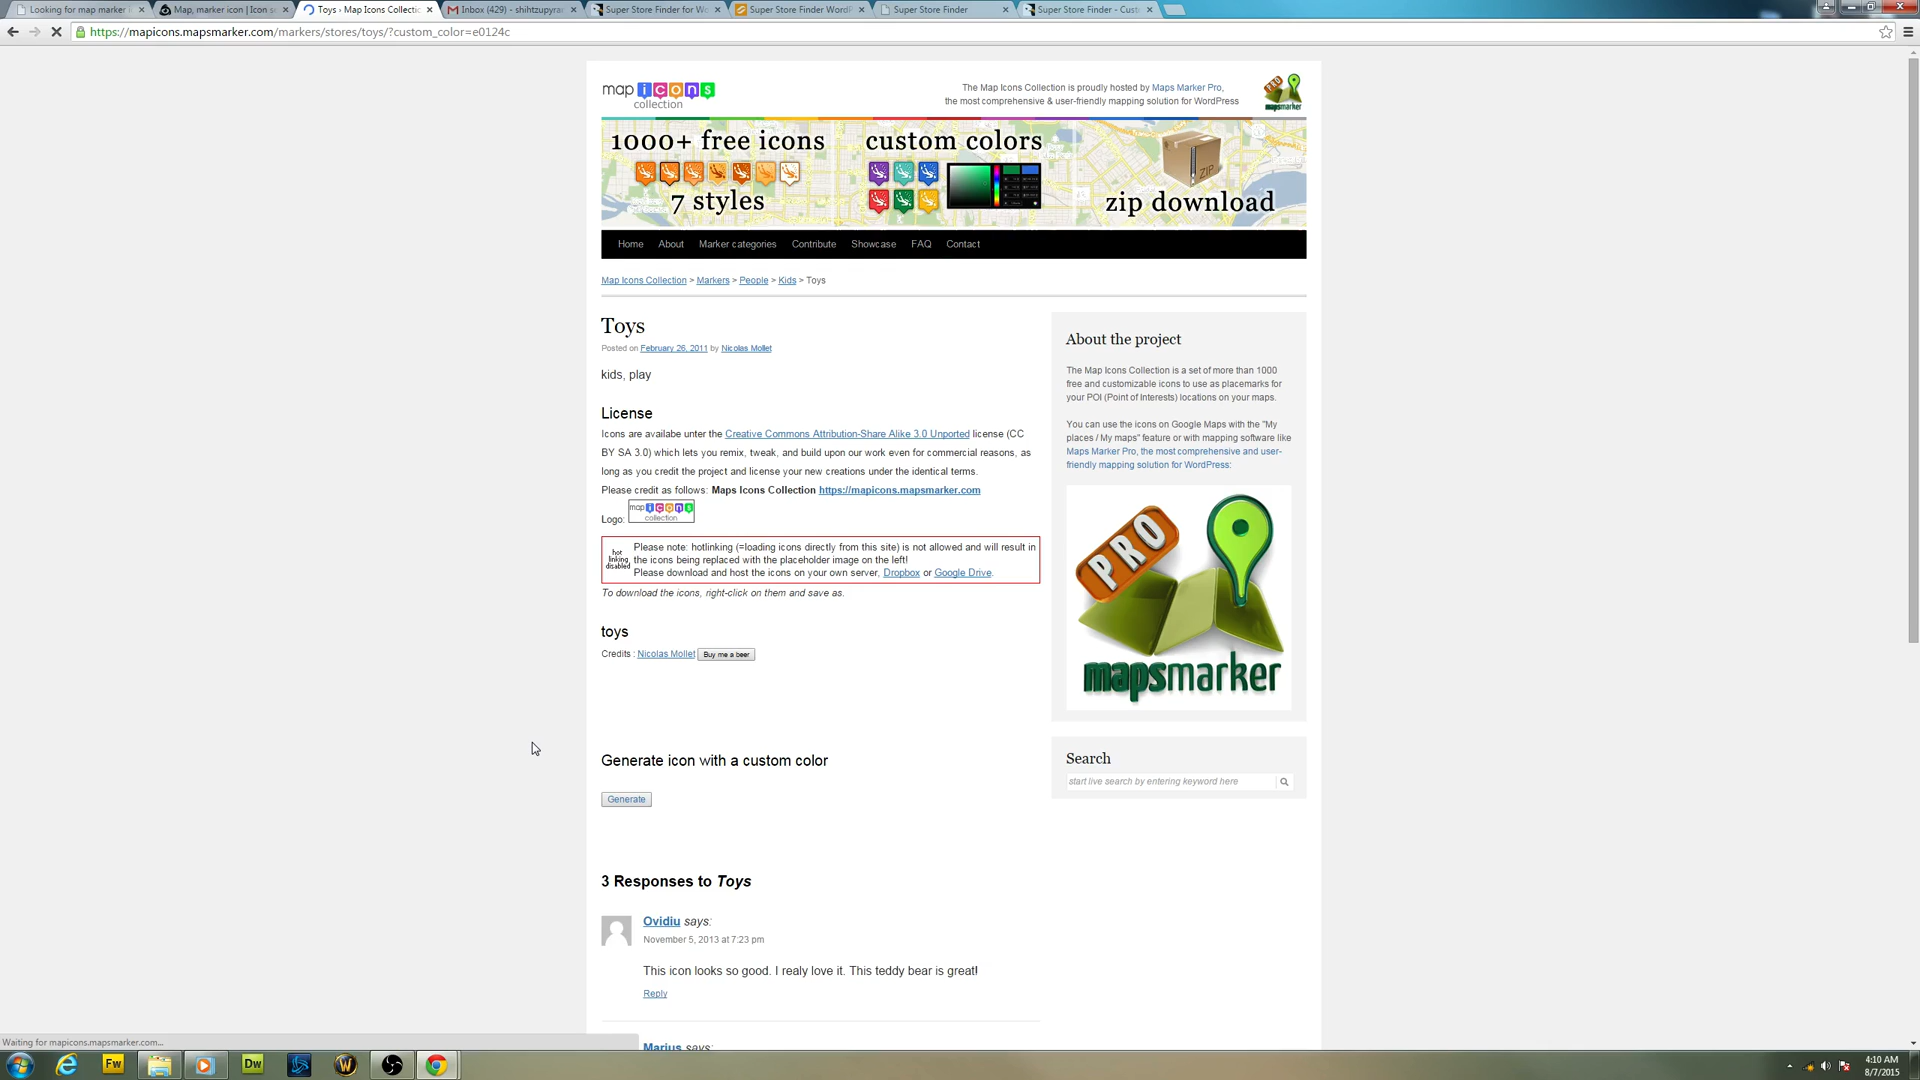 Looking for map marker i
Map, marker icon | Icon s
Toys › Map Icons Collectio
Inbox (429) - shihtzupyra
Super Store Finder for Wo
Super Store Finder WordP
Super Store Finder
Super Store Finder - Cust
https://mapicons.mapsmarker.com/markers/stores/toys/?custom_color=e0124c
map icons
collection
The Map Icons Collection is proudly hosted by Maps Marker Pro,
the most comprehensive & user-friendly mapping solution for WordPress
PRO
mapsmarker
1000+ free icons
7 styles
custom colors
ZIP
zip download
Home About Marker categories Contribute Showcase FAQ Contact
Map Icons Collection > Markers > People > Kids > Toys
Toys
Posted on February 26, 2011 by Nicolas Mollet
kids, play
License
Icons are availabe unter the Creative Commons Attribution-Share Alike 3.0 Unported license (CC
BY SA 3.0) which lets you remix, tweak, and build upon our work even for commercial reasons, as
long as you credit the project and license your new creations under the identical terms.
Please credit as follows: Maps Icons Collection https://mapicons.mapsmarker.com
Logo: map icons
collection
hot
linking
disabled
Please note: hotlinking (=loading icons directly from this site) is not allowed and will result in
the icons being replaced with the placeholder image on the left!
Please download and host the icons on your own server, Dropbox or Google Drive.
To download the icons, right-click on them and save as.
toys
Credits : Nicolas Mollet Buy me a beer
Generate icon with a custom color
Generate
3 Responses to Toys
Ovidiu says:
November 5, 2013 at 7:23 pm
This icon looks so good. I realy love it. This teddy bear is great!
Reply
Marius says:
About the project
The Map Icons Collection is a set of more than 1000
free and customizable icons to use as placemarks for
your POI (Point of Interests) locations on your maps.
You can use the icons on Google Maps with the "My
places / My maps" feature or with mapping software like
Maps Marker Pro, the most comprehensive and user-
friendly mapping solution for WordPress:
PRO
mapsmarker
Search
start live search by entering keyword here
Waiting for mapicons.mapsmarker.com...
Fw
Dw
W
4:10 AM
8/7/2015